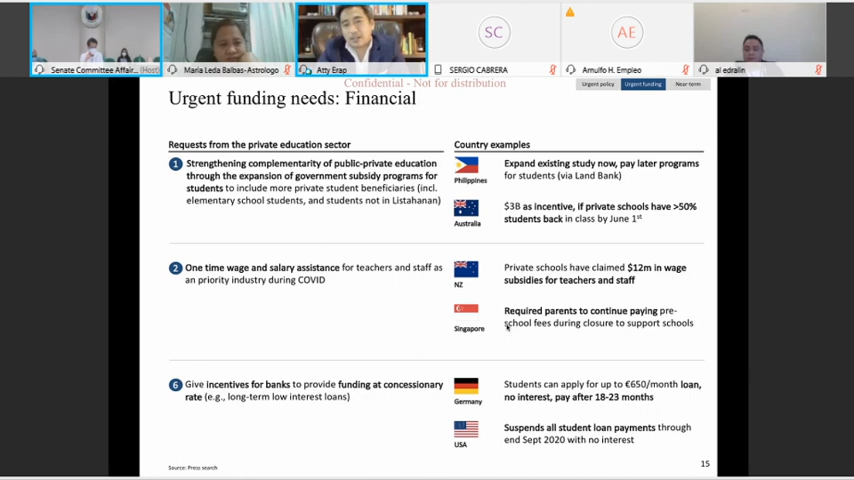 SC
AE
Senate Committee Affair... (Host)
Maria Leda Balbas-Astrologo
Atty Erap
SERGIO CABRERA
Arnulfo H. Empleo
al edralin
Confidential - Not for distribution
Urgent policy
Urgent funding
Near term
Urgent funding needs: Financial
Requests from the private education sector
1
Strengthening complementarity of public-private education
through the expansion of government subsidy programs for
students to include more private student beneficiaries (incl.
elementary school students, and students not in Listahanan)
Country examples
Philippines
Expand existing study now, pay later programs
for students (via Land Bank)
Australia
$3B as incentive, if private schools have >50%
students back in class by June 1st
2
One time wage and salary assistance for teachers and staff as
an priority industry during COVID
NZ
Private schools have claimed $12m in wage
subsidies for teachers and staff
Singapore
Required parents to continue paying pre-
school fees during closure to support schools
6
Give incentives for banks to provide funding at concessionary
rate (e.g., long-term low interest loans)
Germany
Students can apply for up to €650/month loan,
no interest, pay after 18-23 months
USA
Suspends all student loan payments through
end Sept 2020 with no interest
Source: Press search
15